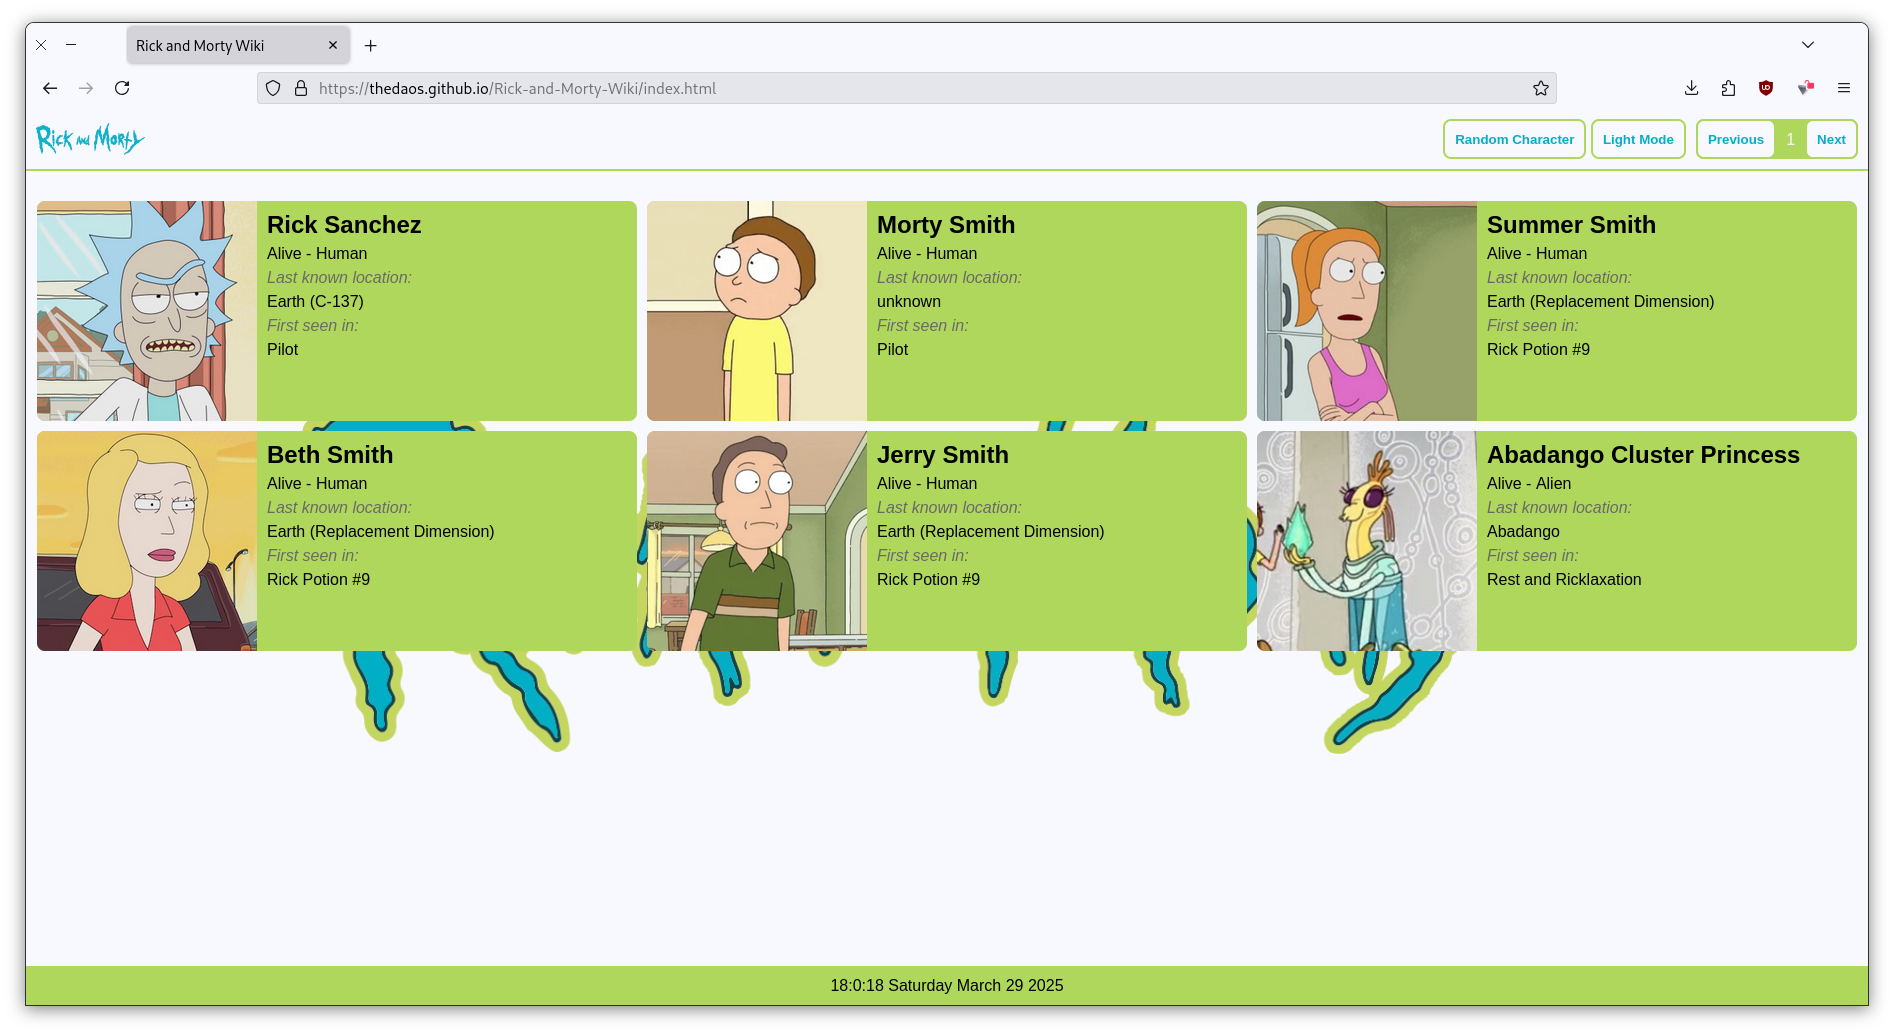 Rick and Morty Wiki
https://thedaos.github.io/Rick-and-Morty-Wiki/index.html
Rick and Morty
Random Character
Light Mode
Previous
1
Next
Rick Sanchez
Alive - Human
Last known location:
Earth (C-137)
First seen in:
Pilot
Morty Smith
Alive - Human
Last known location:
unknown
First seen in:
Pilot
Summer Smith
Alive - Human
Last known location:
Earth (Replacement Dimension)
First seen in:
Rick Potion #9
Beth Smith
Alive - Human
Last known location:
Earth (Replacement Dimension)
First seen in:
Rick Potion #9
Jerry Smith
Alive - Human
Last known location:
Earth (Replacement Dimension)
First seen in:
Rick Potion #9
Abadango Cluster Princess
Alive - Alien
Last known location:
Abadango
First seen in:
Rest and Ricklaxation
18:0:18 Saturday March 29 2025